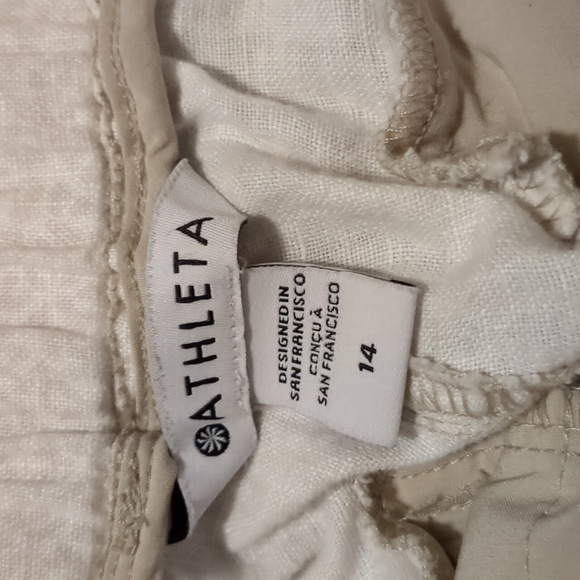 ATHLETA
DESIGNED IN
SAN FRANCISCO
CONÇU À
SAN FRANCISCO
14